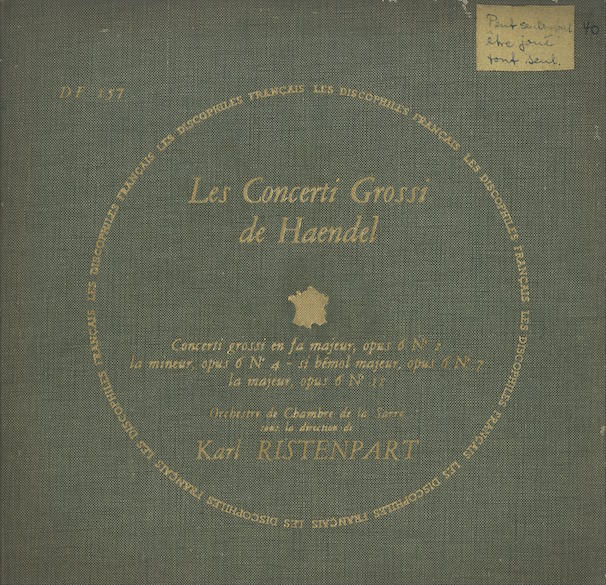 Peut
être joué
tout seul.
40
DF 157
LES DISCOPHILES FRANÇAIS LES DISCOPHILES FRANÇAIS LES DISCOPHILES FRANÇAIS LES DISCOPHILES FRANÇAIS LES DISCOPHILES FRANÇAIS LES DISCOPHILES FRANÇAIS LES DISCOPHILES FRANÇAIS
Les Concerti Grossi
de Haendel
Concerti grossi en fa majeur, opus 6 N° 2
la mineur, opus 6 N° 4 - si bémol majeur, opus 6 N° 7
la majeur, opus 6 N° 11
Orchestre de Chambre de la Sarre
sous la direction de
Karl RISTENPART